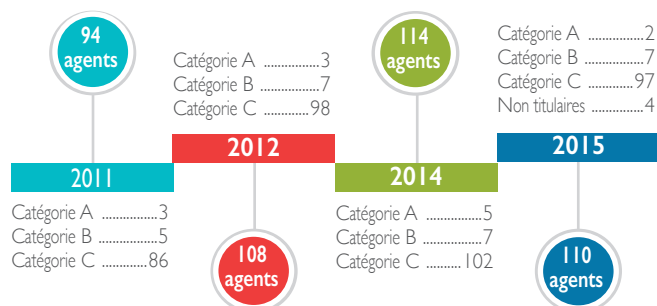 94
agents
2011
Catégorie A ..............3
Catégorie B ..............5
Catégorie C ...........86
Catégorie A ..............3
Catégorie B ..............7
Catégorie C ...........98
2012
108
agents
114
agents
2014
Catégorie A ..............5
Catégorie B ..............7
Catégorie C .........102
Catégorie A ..............2
Catégorie B ..............7
Catégorie C ...........97
Non titulaires .............4
2015
110
agents